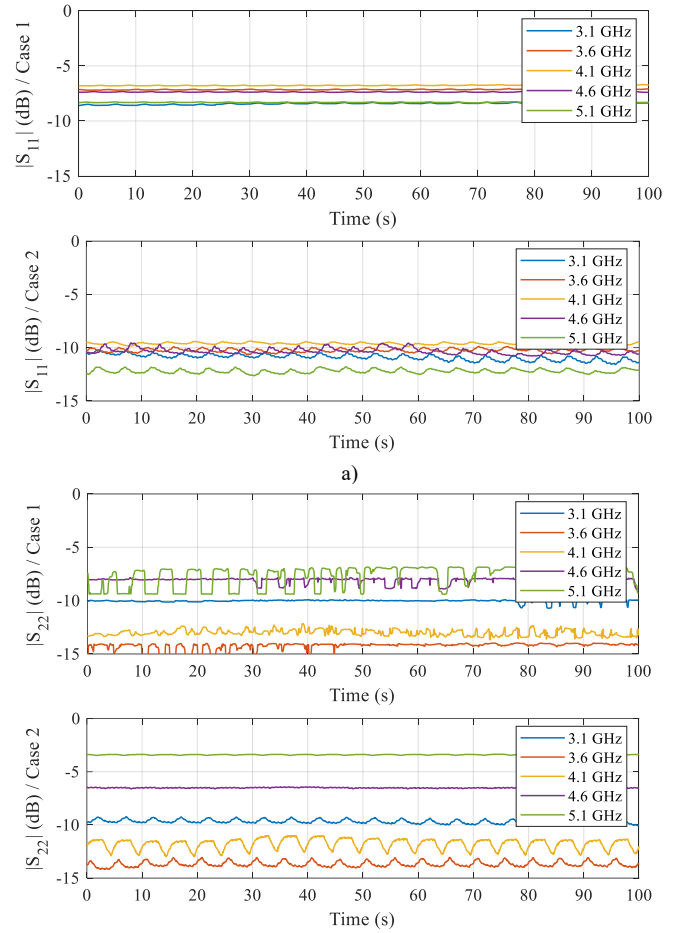 |S11| (dB) / Case 1
0
-5
-10
-15
3.1 GHz
3.6 GHz
4.1 GHz
4.6 GHz
5.1 GHz
0 10 20 30 40 50 60 70 80 90 100
Time (s)
|S11| (dB) / Case 2
0
-5
-10
-15
3.1 GHz
3.6 GHz
4.1 GHz
4.6 GHz
5.1 GHz
0 10 20 30 40 50 60 70 80 90 100
Time (s)
a)
|S22| (dB) / Case 1
0
-5
-10
-15
3.1 GHz
3.6 GHz
4.1 GHz
4.6 GHz
5.1 GHz
0 10 20 30 40 50 60 70 80 90 100
Time (s)
|S22| (dB) / Case 2
0
-5
-10
-15
3.1 GHz
3.6 GHz
4.1 GHz
4.6 GHz
5.1 GHz
0 10 20 30 40 50 60 70 80 90 100
Time (s)